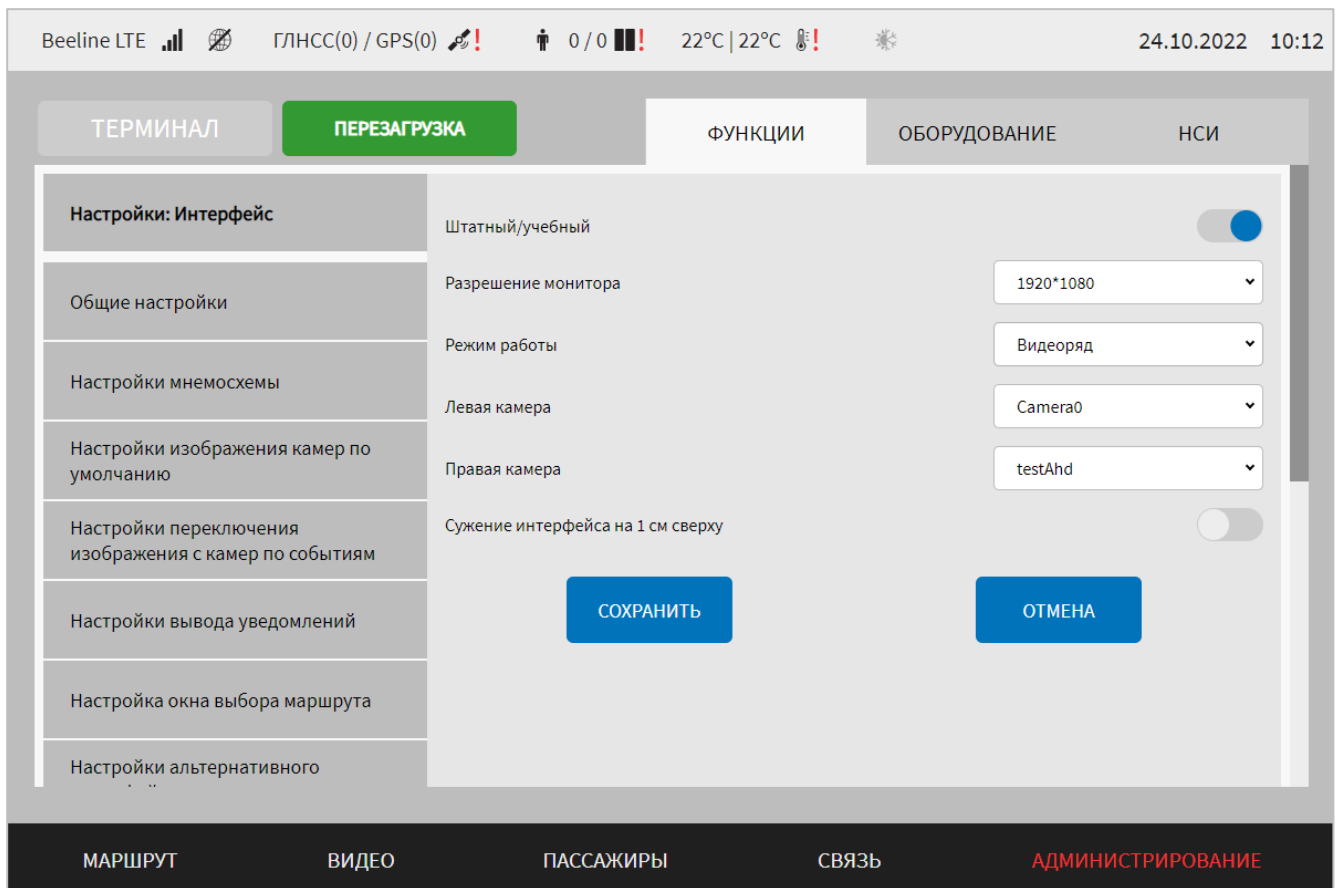 Beeline LTE ГЛНСС(0) / GPS(0) ! 0 / 0 ! 22°C | 22°C ! 24.10.2022 10:12
ТЕРМИНАЛ ПЕРЕЗАГРУЗКА ФУНКЦИИ ОБОРУДОВАНИЕ НСИ
Настройки: Интерфейс
Общие настройки
Настройки мнемосхемы
Настройки изображения камер по
умолчанию
Настройки переключения
изображения с камер по событиям
Настройки вывода уведомлений
Настройка окна выбора маршрута
Настройки альтернативного
Штатный/учебный
Разрешение монитора 1920*1080
Режим работы Видеоряд
Левая камера Camera0
Правая камера testAhd
Сужение интерфейса на 1 см сверху
СОХРАНИТЬ ОТМЕНА
МАРШРУТ ВИДЕО ПАССАЖИРЫ СВЯЗЬ АДМИНИСТРИРОВАНИЕ